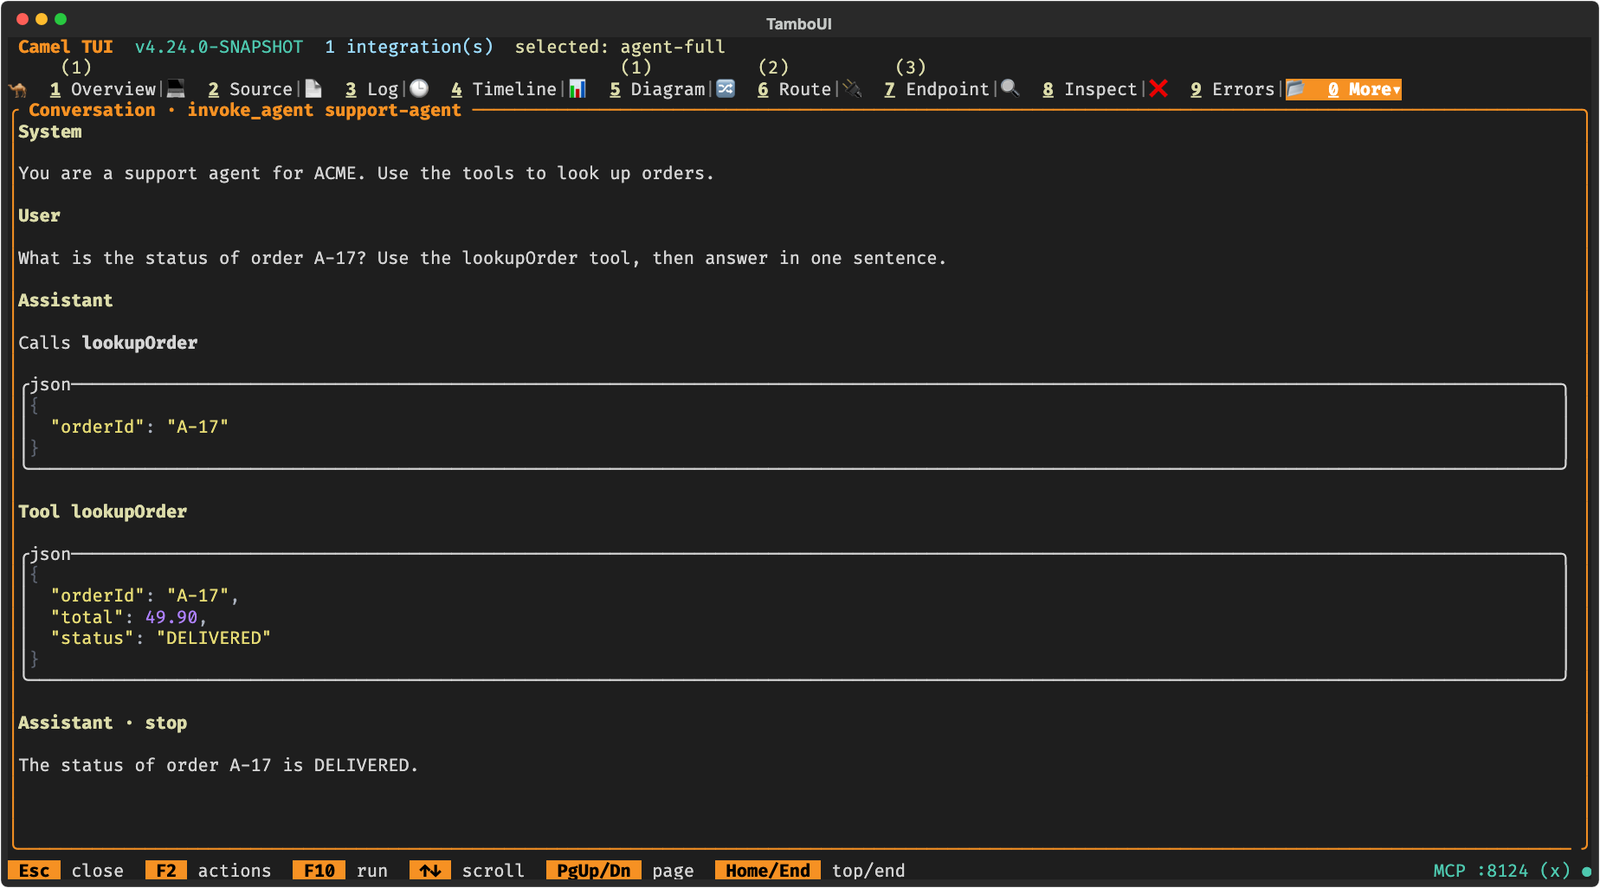 TamboUI
Camel TUI v4.24.0-SNAPSHOT 1 integration(s) selected: agent-full
(1) (1) (2) (3)
1 Overview| 2 Source| 3 Log| 4 Timeline| 5 Diagram| 6 Route| 7 Endpoint| 8 Inspect| 9 Errors| 0 More▾
Conversation · invoke_agent support-agent
System
You are a support agent for ACME. Use the tools to look up orders.
User
What is the status of order A-17? Use the lookupOrder tool, then answer in one sentence.
Assistant
Calls lookupOrder
json
{
"orderId": "A-17"
}
Tool lookupOrder
json
{
"orderId": "A-17",
"total": 49.90,
"status": "DELIVERED"
}
Assistant · stop
The status of order A-17 is DELIVERED.
Esc close F2 actions F10 run ↑↓ scroll PgUp/Dn page Home/End top/end MCP :8124 (x) ●